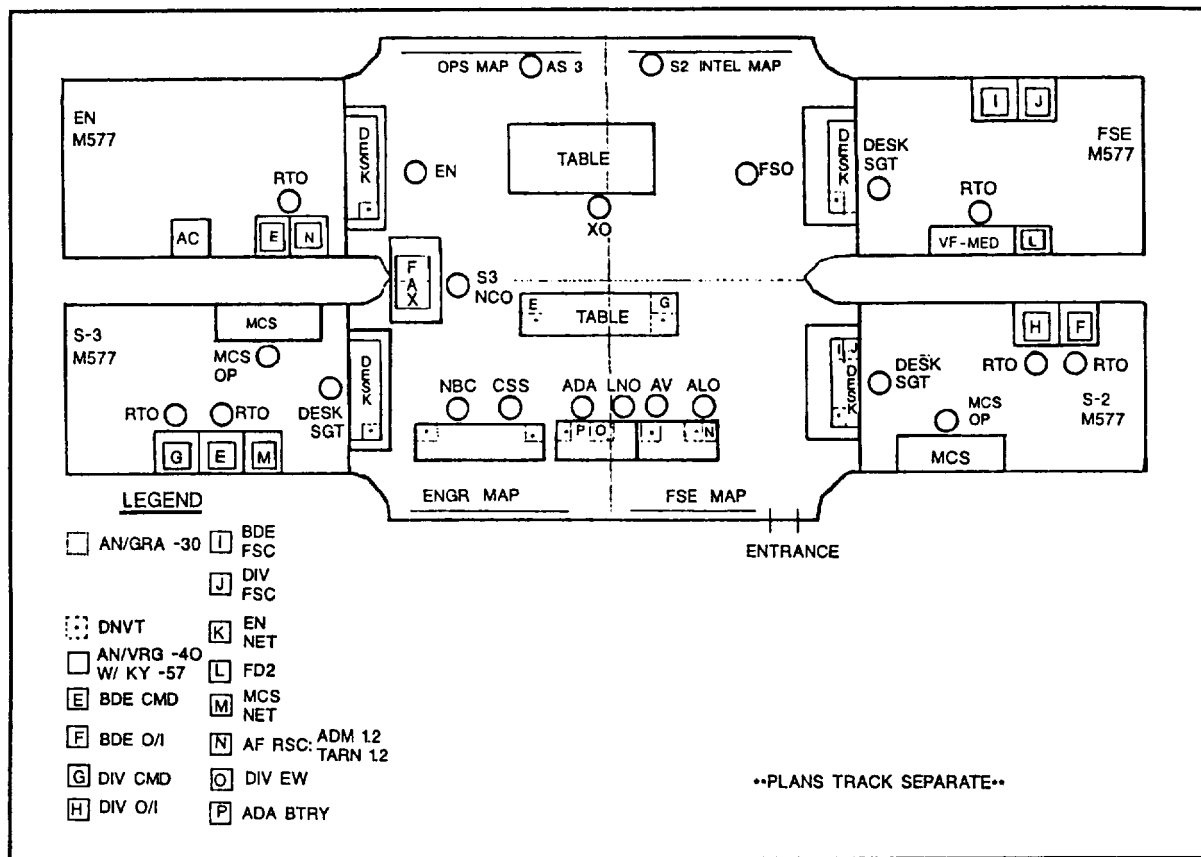 OPS MAP AS 3 S2 INTEL MAP
EN
M577
DESK
EN
TABLE
XO
FSO
DESK
DESK
SGT
I J
FSE
M577
RTO
AC
E N
RTO
VF-MED L
FAX
S3
NCO
E G
TABLE
S-3
M577
MCS
MCS
OP
RTO RTO
DESK
SGT
G E M
DESK
NBC CSS ADA LNO AV ALO
P O N
I J
DESK
DESK
SGT
H F
RTO RTO
S-2
M577
MCS
OP
MCS
ENGR MAP FSE MAP
ENTRANCE
LEGEND
AN/GRA -30
DNVT
AN/VRG -40
W/ KY -57
E BDE CMD
F BDE O/I
G DIV CMD
H DIV O/I
I BDE
FSC
J DIV
FSC
K EN
NET
L FD2
M MCS
NET
N AF RSC: ADM 1.2
TARN 1.2
O DIV EW
P ADA BTRY
**PLANS TRACK SEPARATE**